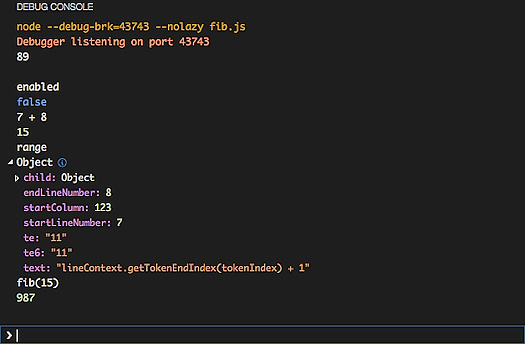 DEBUG CONSOLE
node --debug-brk=43743 --nolazy fib.js
Debugger listening on port 43743
89
enabled
false
7 + 8
15
range
Object
child: Object
endLineNumber: 8
startColumn: 123
startLineNumber: 7
te: "11"
te6: "11"
text: "lineContext.getTokenEndIndex(tokenIndex) + 1"
fib(15)
987